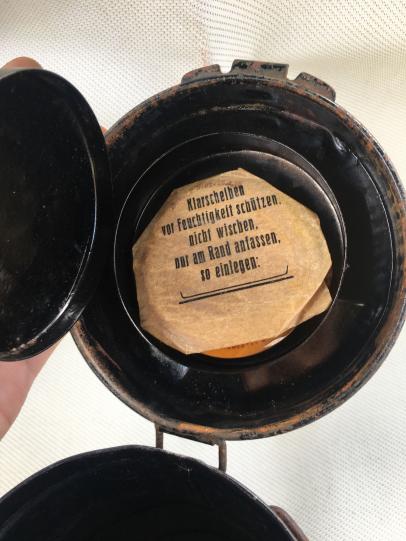 Klarscheiben
vor Feuchtigkeit schützen,
nicht wischen,
nur am Rand anfassen,
so einlegen: